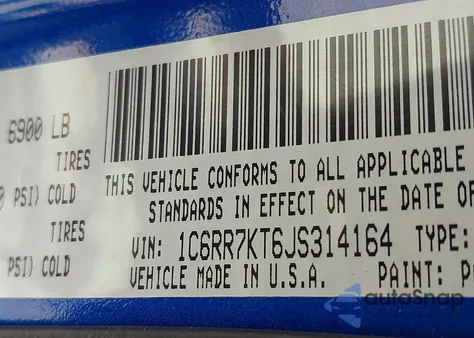 6900 LB
TIRES
PSI) COLD
TIRES
PSI) COLD
THIS VEHICLE CONFORMS TO ALL APPLICABLE
STANDARDS IN EFFECT ON THE DATE OF
VIN: 1C6RR7KT6JS314164 TYPE:
VEHICLE MADE IN U.S.A. PAINT:
autoSnap